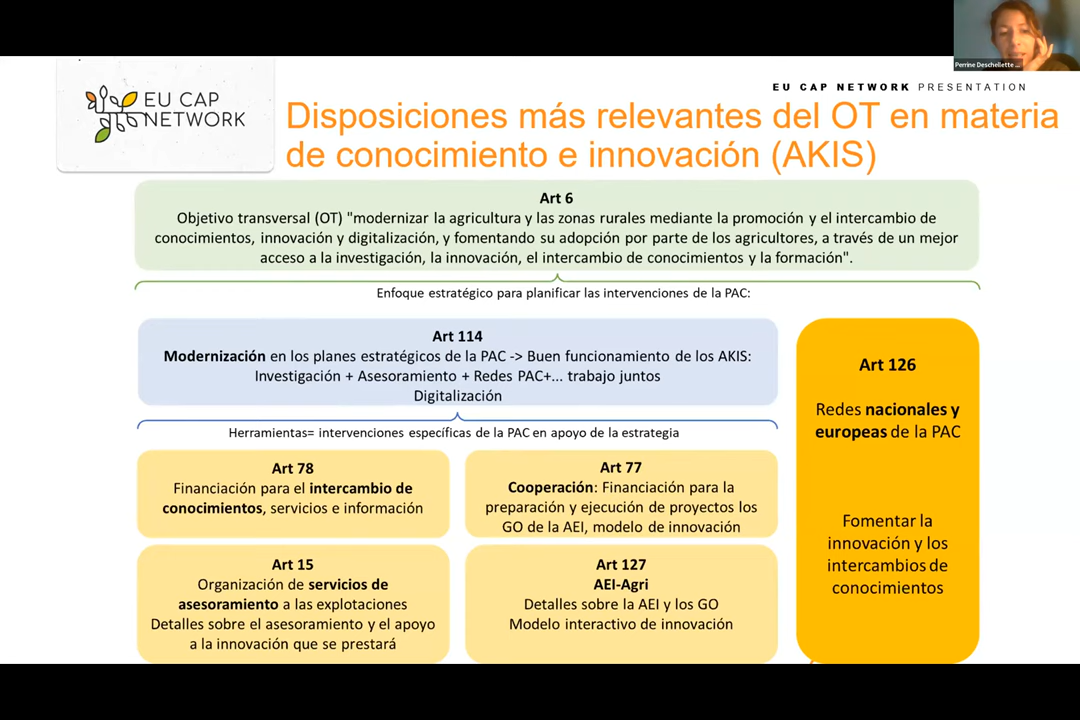 Perrine Deschellette ...
EU CAP NETWORK PRESENTATION
EU CAP
NETWORK
Disposiciones más relevantes del OT en materia
de conocimiento e innovación (AKIS)
Art 6
Objetivo transversal (OT) "modernizar la agricultura y las zonas rurales mediante la promoción y el intercambio de
conocimientos, innovación y digitalización, y fomentando su adopción por parte de los agricultores, a través de un mejor
acceso a la investigación, la innovación, el intercambio de conocimientos y la formación".
Enfoque estratégico para planificar las intervenciones de la PAC:
Art 114
Modernización en los planes estratégicos de la PAC -> Buen funcionamiento de los AKIS:
Investigación + Asesoramiento + Redes PAC+... trabajo juntos
Digitalización
Herramientas= intervenciones específicas de la PAC en apoyo de la estrategia
Art 78
Financiación para el intercambio de
conocimientos, servicios e información
Art 77
Cooperación: Financiación para la
preparación y ejecución de proyectos los
GO de la AEI, modelo de innovación
Art 15
Organización de servicios de
asesoramiento a las explotaciones
Detalles sobre el asesoramiento y el apoyo
a la innovación que se prestará
Art 127
AEI-Agri
Detalles sobre la AEI y los GO
Modelo interactivo de innovación
Art 126
Redes nacionales y
europeas de la PAC
Fomentar la
innovación y los
intercambios de
conocimientos